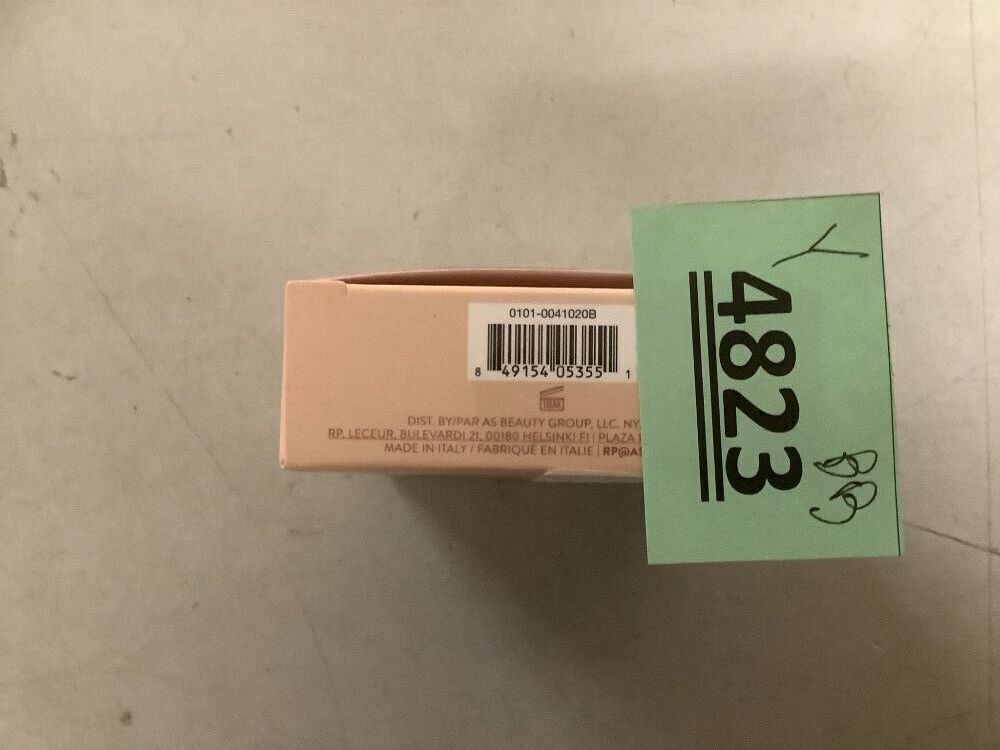 0101-0041020B
8 49154 05355 1
18M
DIST. BY/PAR AS BEAUTY GROUP, LLC. NY
RP. LECEUR, BULEVARDI 21, 00180 HELSINKI FI | PLAZA
MADE IN ITALY / FABRIQUÉ EN ITALIE | RP@AS
Y
4823